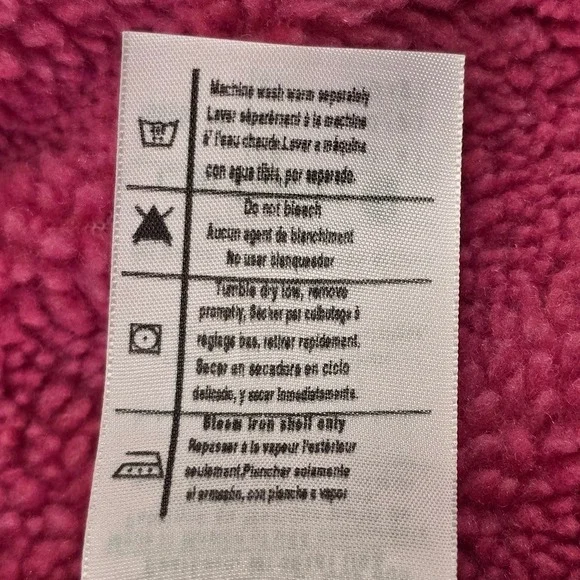 Machine wash warm separately
Laver séparément à la machine
à l'eau chaude.Lavar a máquina
con agua tibia, por separado.
Do not bleach
Aucun agent de blanchiment
No usar blanqueador
Tumble dry low, remove
promptly, Sécher par culbutage à
réglage bas, retirer rapidement.
Secar en secadora en ciclo
delicado, y sacar inmediatamente.
Steam iron shell only
Repasser à la vapeur l'extérieur
seulement.Planchar solamente
el armazón, con plancha a vapor